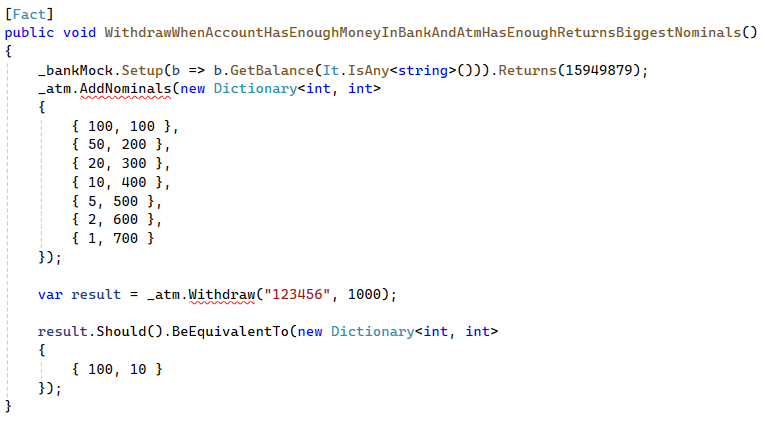 [Fact]
public void WithdrawWhenAccountHasEnoughMoneyInBankAndAtmHasEnoughReturnsBiggestNominals()
{
    _bankMock.Setup(b => b.GetBalance(It.IsAny<string>())).Returns(15949879);
    _atm.AddNominals(new Dictionary<int, int>
    {
        { 100, 100 },
        { 50, 200 },
        { 20, 300 },
        { 10, 400 },
        { 5, 500 },
        { 2, 600 },
        { 1, 700 }
    });

    var result = _atm.Withdraw("123456", 1000);

    result.Should().BeEquivalentTo(new Dictionary<int, int>
    {
        { 100, 10 }
    });
}